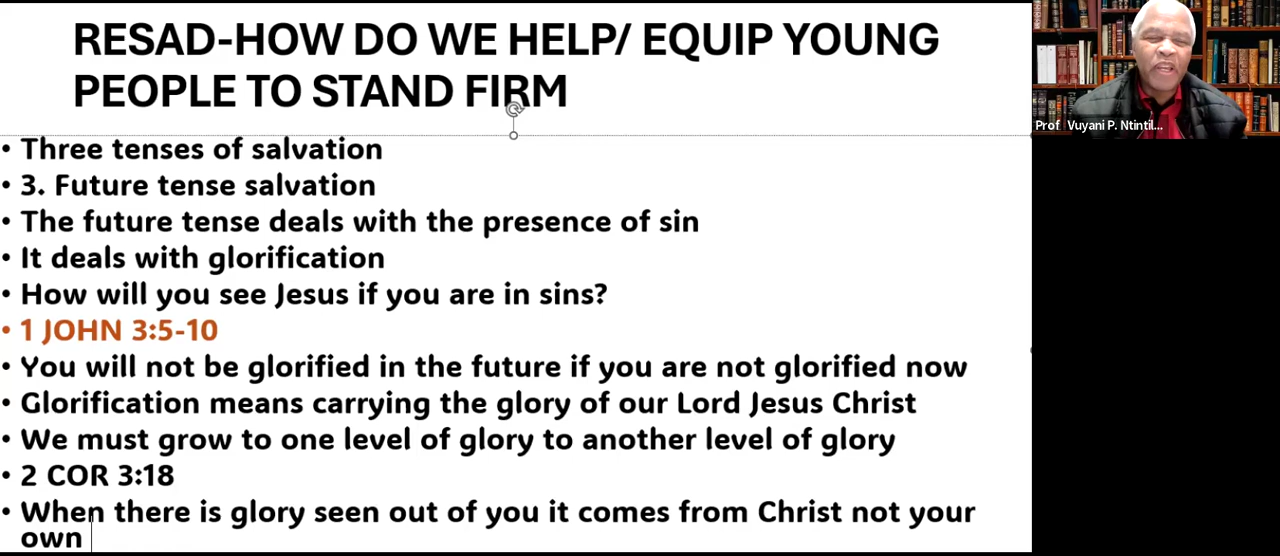 RESAD-HOW DO WE HELP/ EQUIP YOUNG
PEOPLE TO STAND FIRM
• Three tenses of salvation
• 3. Future tense salvation
• The future tense deals with the presence of sin
• It deals with glorification
• How will you see Jesus if you are in sins?
• 1 JOHN 3:5-10
• You will not be glorified in the future if you are not glorified now
• Glorification means carrying the glory of our Lord Jesus Christ
• We must grow to one level of glory to another level of glory
• 2 COR 3:18
• When there is glory seen out of you it comes from Christ not your
own
Prof Vuyani P. Ntintil...